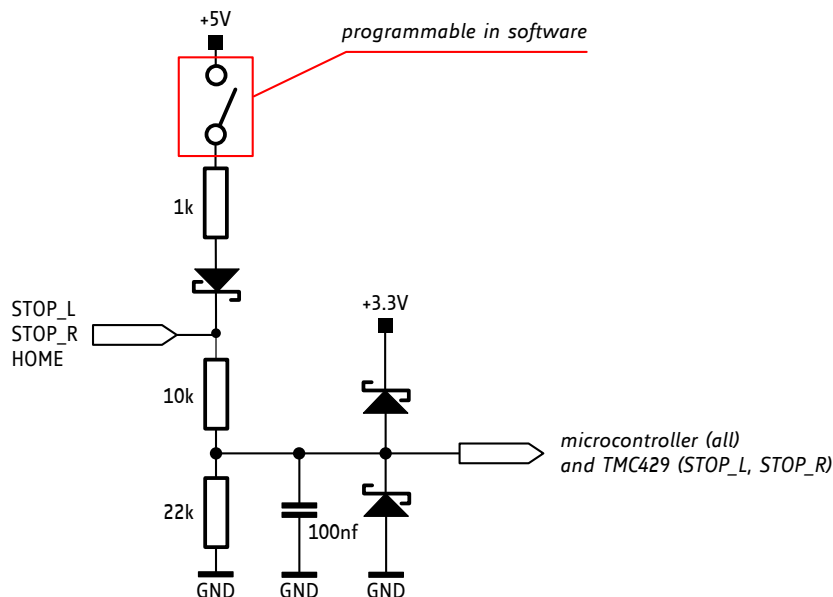 +5V
programmable in software
1k
STOP_L
STOP_R
HOME
+3.3V
10k
microcontroller (all)
and TMC429 (STOP_L, STOP_R)
22k
100nf
GND
GND
GND